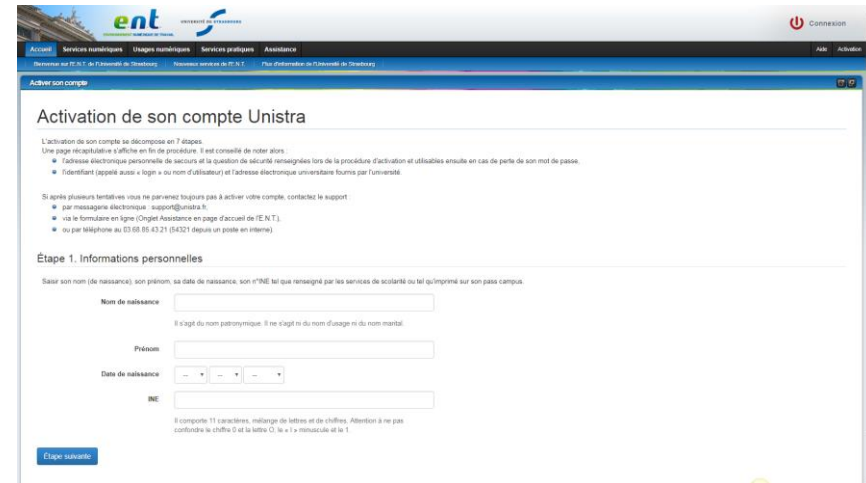 ent
ENVIRONNEMENT NUMÉRIQUE DE TRAVAIL
UNIVERSITÉ DE STRASBOURG
Connexion
Accueil Services numériques Usages numériques Services pratiques Assistance
Aide Activation
Bienvenue sur l'E.N.T. de l'Université de Strasbourg Nouveaux services de l'E.N.T. Plus d'information de l'Université de Strasbourg
Activer son compte
Activation de son compte Unistra
L'activation de son compte se décompose en 7 étapes.
Une page récapitulative s'affiche en fin de procédure. Il est conseillé de noter alors :
l'adresse électronique personnelle de secours et la question de sécurité renseignées lors de la procédure d'activation et utilisables ensuite en cas de perte de son mot de passe,
l'identifiant (appelé aussi « login » ou nom d'utilisateur) et l'adresse électronique universitaire fournis par l'université.
Si après plusieurs tentatives vous ne parvenez toujours pas à activer votre compte, contactez le support :
par messagerie électronique : support@unistra.fr,
via le formulaire en ligne (Onglet Assistance en page d'accueil de l'E.N.T.),
ou par téléphone au 03.68.85.43.21 (54321 depuis un poste en interne)
Étape 1. Informations personnelles
Saisir son nom (de naissance), son prénom, sa date de naissance, son n°INE tel que renseigné par les services de scolarité ou tel qu'imprimé sur son pass campus.
Nom de naissance
Il s'agit du nom patronymique. Il ne s'agit ni du nom d'usage ni du nom marital.
Prénom
Date de naissance -- -- --
INE
Il comporte 11 caractères, mélange de lettres et de chiffres. Attention à ne pas
confondre le chiffre 0 et la lettre O, le « l » minuscule et le 1.
Étape suivante